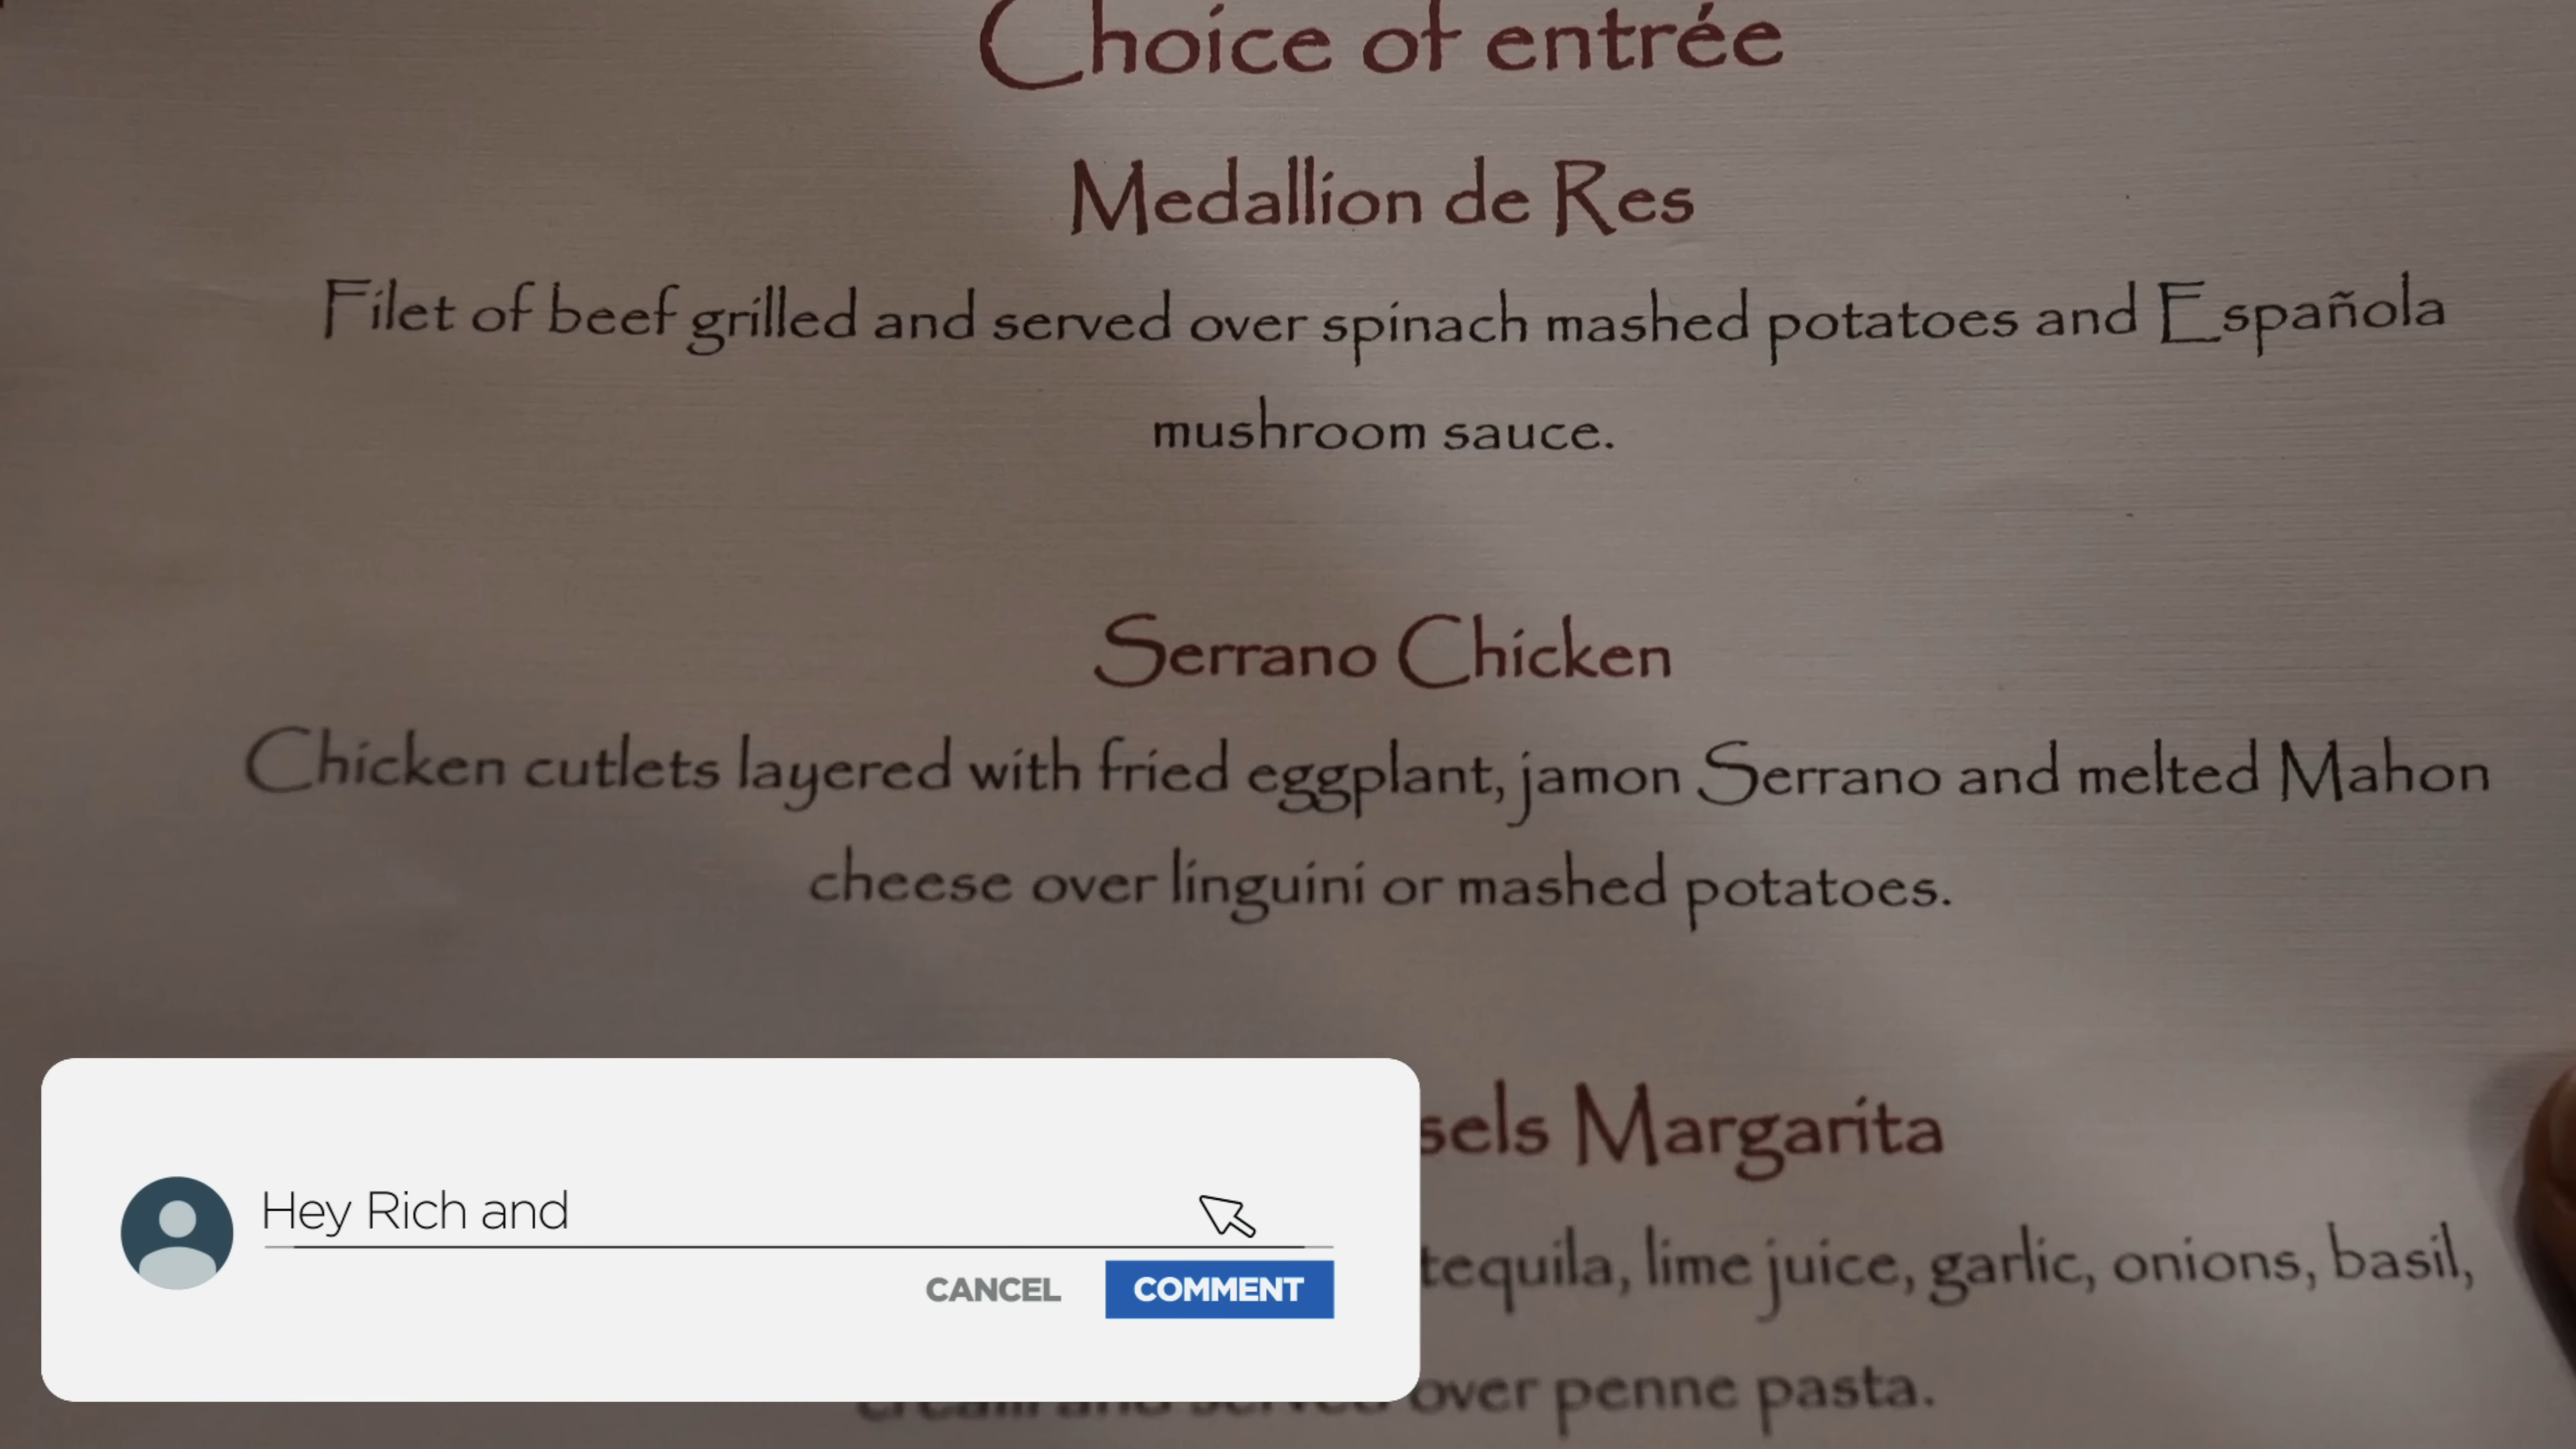 Choice of entrée
Medallion de Res
Filet of beef grilled and served over spinach mashed potatoes and Española
mushroom sauce.
Serrano Chicken
Chicken cutlets layered with fried eggplant, jamon Serrano and melted Mahon
cheese over linguini or mashed potatoes.
sels Margarita
tequila, lime juice, garlic, onions, basil,
over penne pasta.
Hey Rich and
CANCEL COMMENT